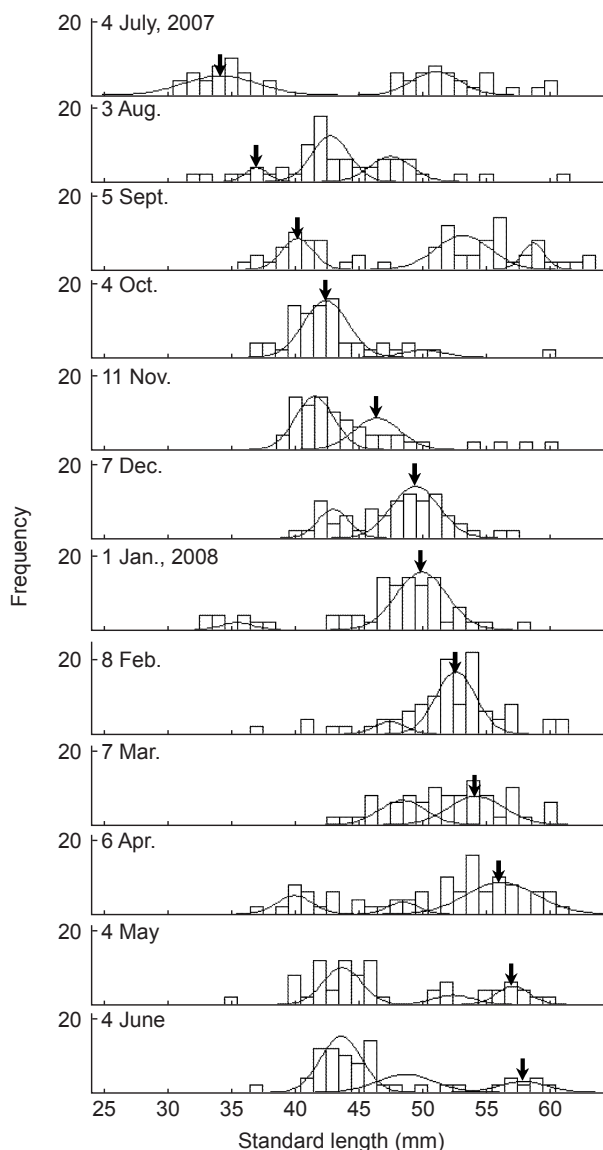 20 4 July, 2007
20 3 Aug.
20 5 Sept.
20 4 Oct.
20 11 Nov.
20 7 Dec.
20 1 Jan., 2008
20 8 Feb.
20 7 Mar.
20 6 Apr.
20 4 May
20 4 June
Frequency
24 30 35 40 45 50 55 60
Standard length (mm)